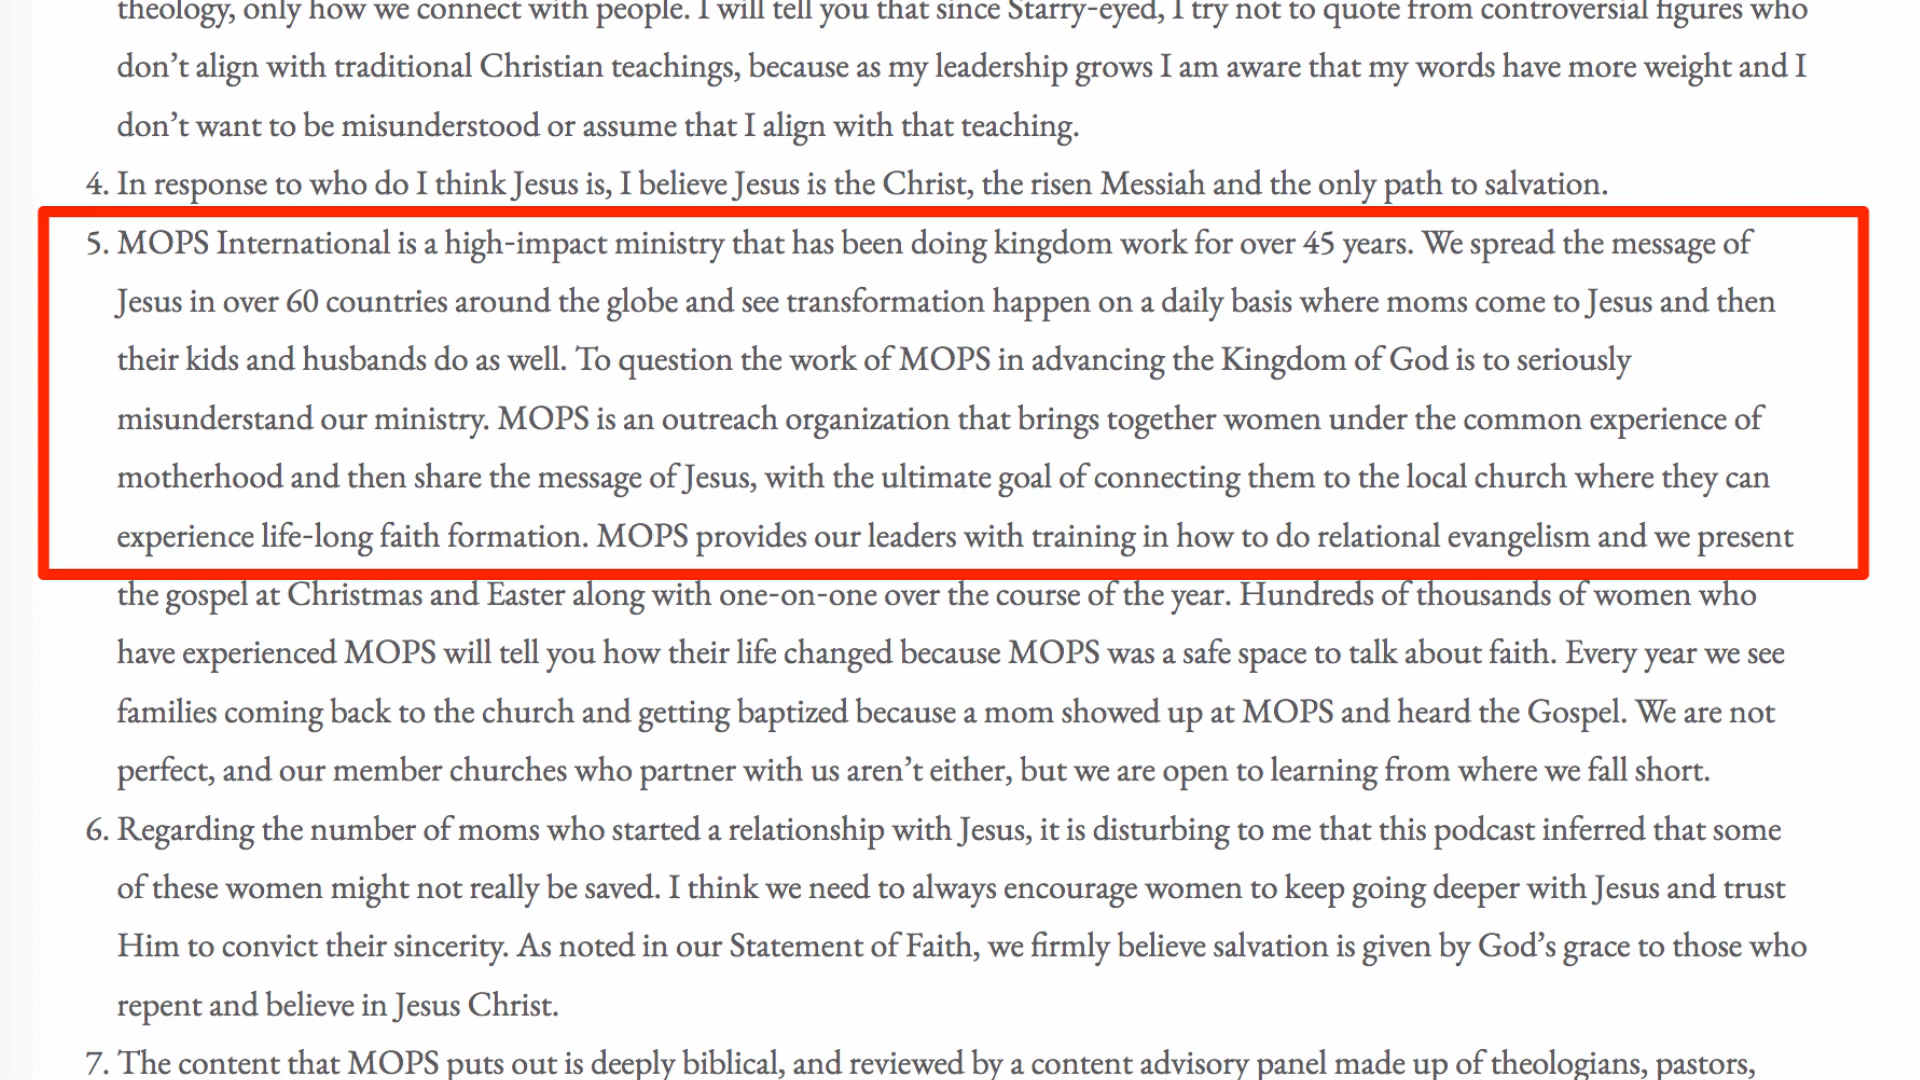 theology, only how we connect with people. I will tell you that since Starry-eyed, I try not to quote from controversial figures who
don’t align with traditional Christian teachings, because as my leadership grows I am aware that my words have more weight and I
don’t want to be misunderstood or assume that I align with that teaching.
4. In response to who do I think Jesus is, I believe Jesus is the Christ, the risen Messiah and the only path to salvation.
5. MOPS International is a high-impact ministry that has been doing kingdom work for over 45 years. We spread the message of
Jesus in over 60 countries around the globe and see transformation happen on a daily basis where moms come to Jesus and then
their kids and husbands do as well. To question the work of MOPS in advancing the Kingdom of God is to seriously
misunderstand our ministry. MOPS is an outreach organization that brings together women under the common experience of
motherhood and then share the message of Jesus, with the ultimate goal of connecting them to the local church where they can
experience life-long faith formation. MOPS provides our leaders with training in how to do relational evangelism and we present
the gospel at Christmas and Easter along with one-on-one over the course of the year. Hundreds of thousands of women who
have experienced MOPS will tell you how their life changed because MOPS was a safe space to talk about faith. Every year we see
families coming back to the church and getting baptized because a mom showed up at MOPS and heard the Gospel. We are not
perfect, and our member churches who partner with us aren’t either, but we are open to learning from where we fall short.
6. Regarding the number of moms who started a relationship with Jesus, it is disturbing to me that this podcast inferred that some
of these women might not really be saved. I think we need to always encourage women to keep going deeper with Jesus and trust
Him to convict their sincerity. As noted in our Statement of Faith, we firmly believe salvation is given by God’s grace to those who
repent and believe in Jesus Christ.
7. The content that MOPS puts out is deeply biblical, and reviewed by a content advisory panel made up of theologians, pastors,